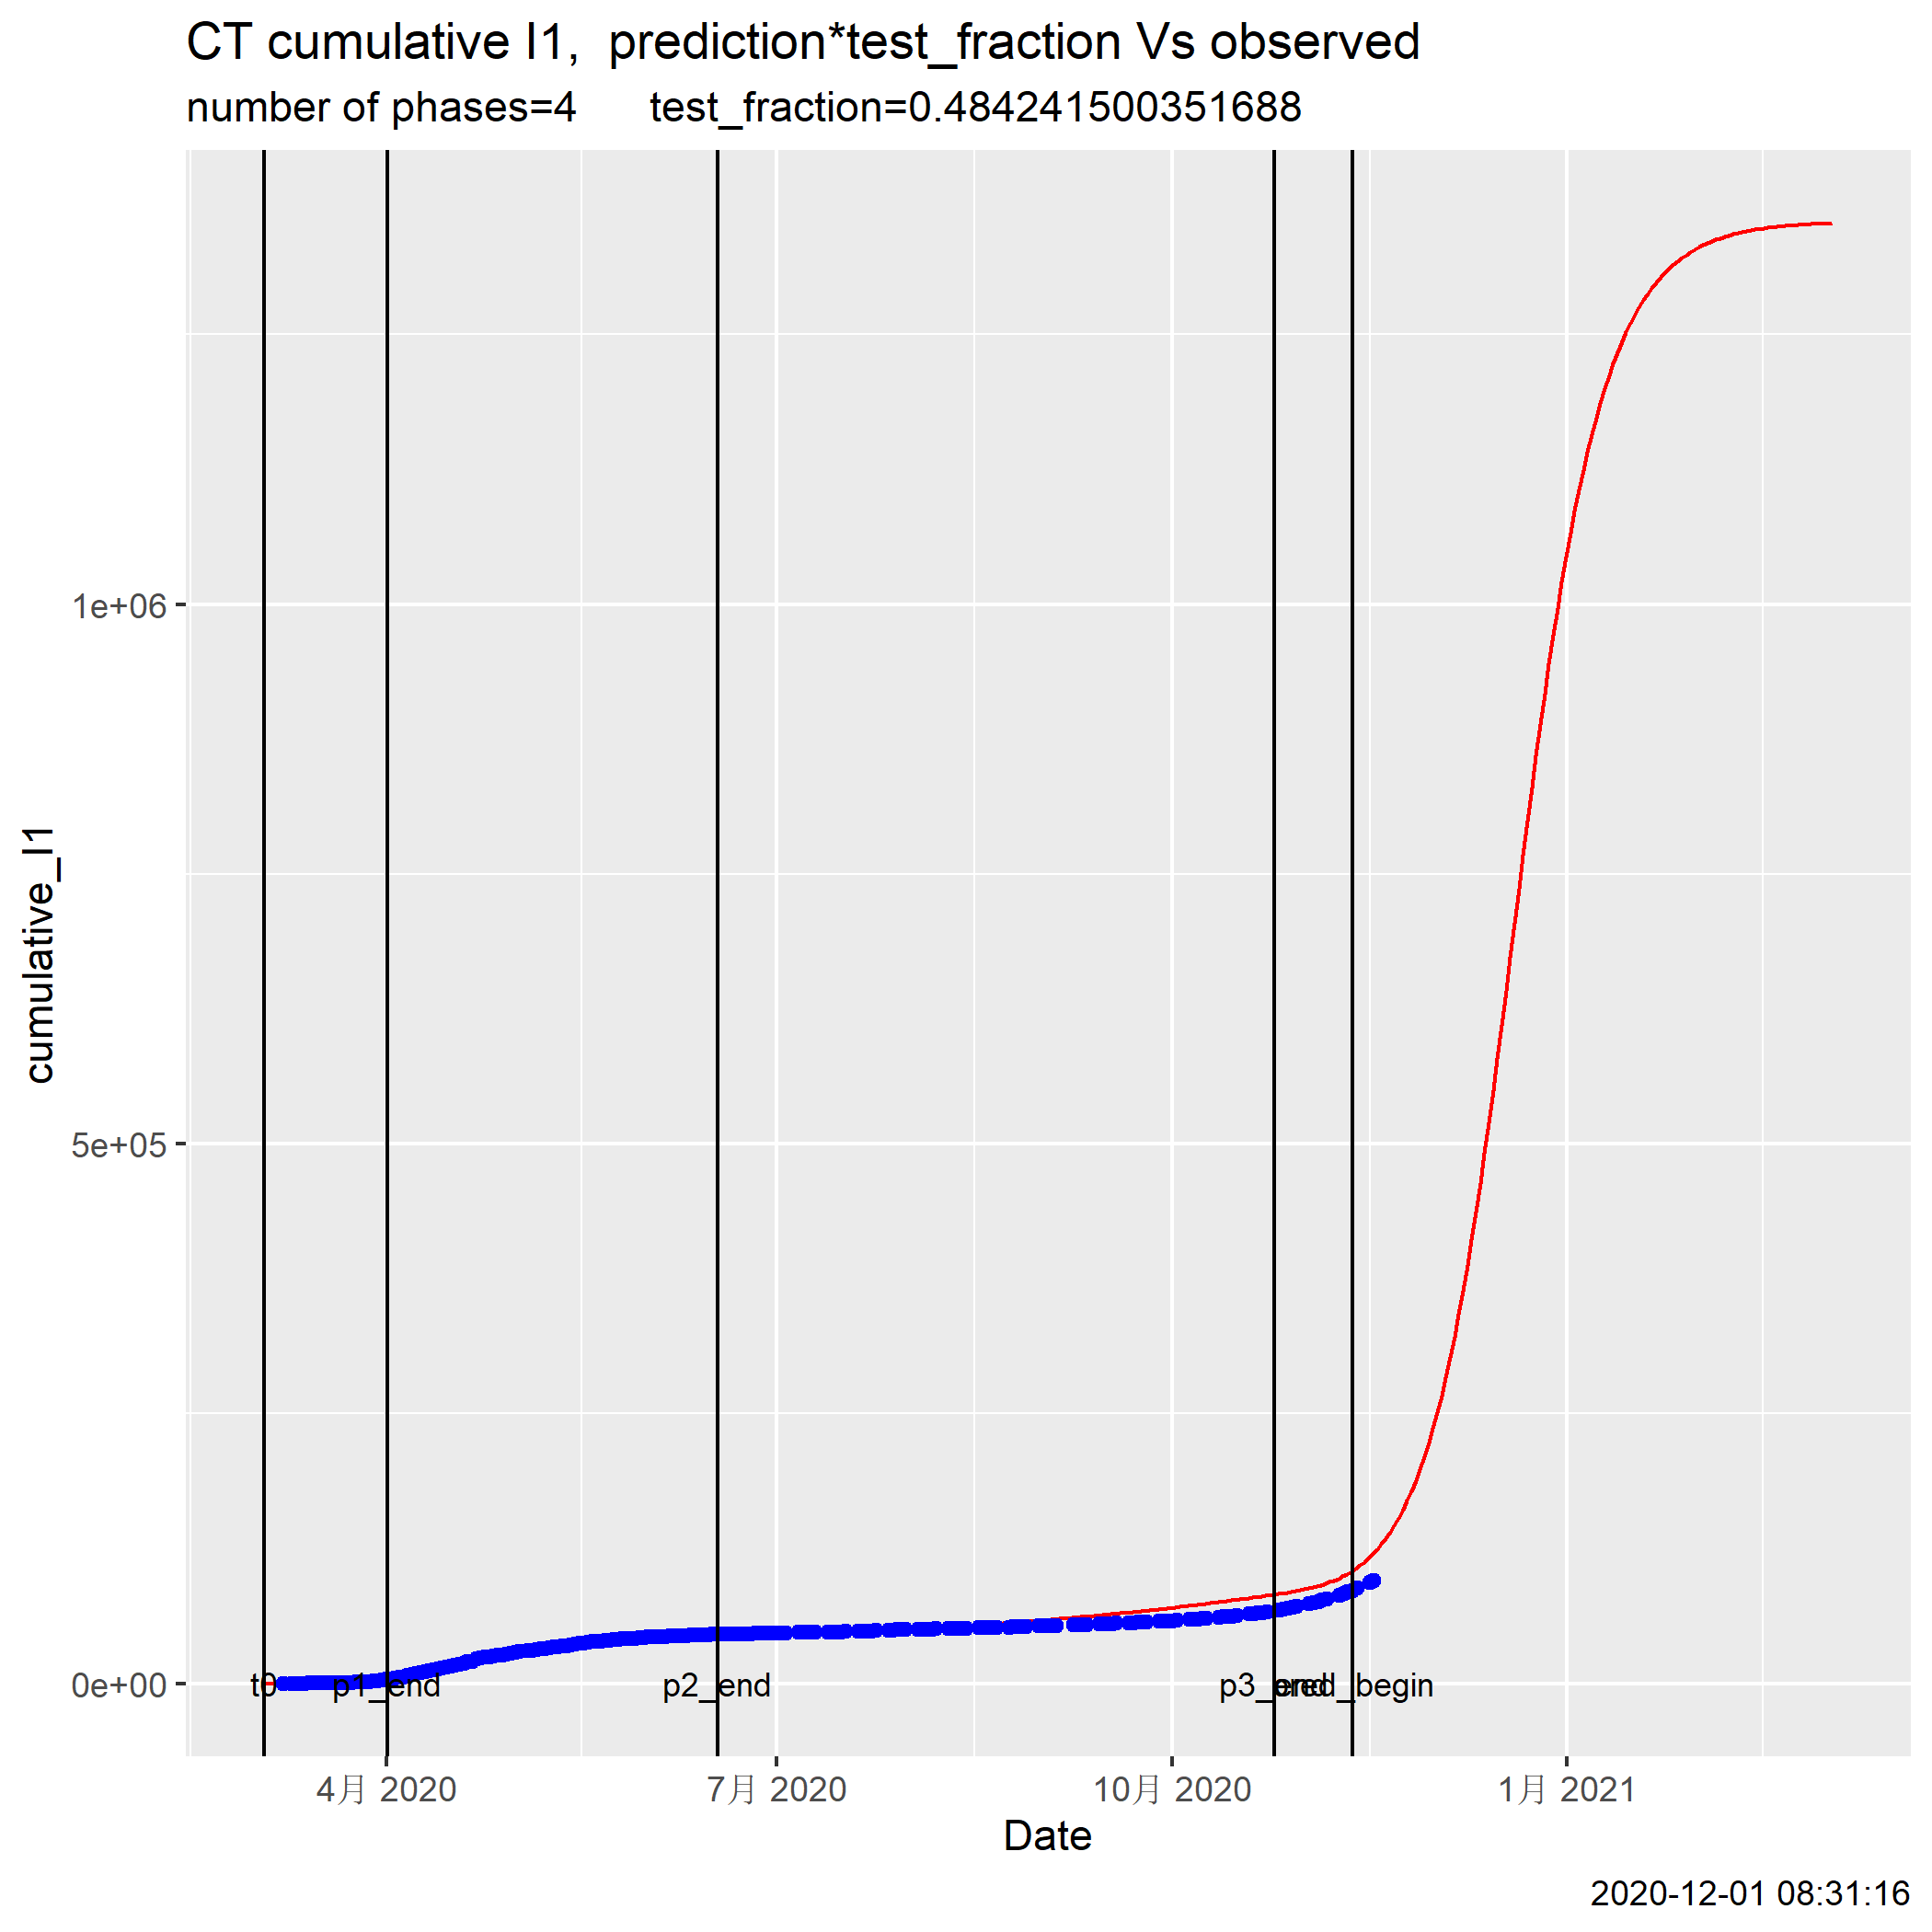 CT cumulative I1,  prediction*test_fraction Vs observed
number of phases=4      test_fraction=0.484241500351688
cumulative_I1
1e+06
5e+05
0e+00
t0
p1_end
p2_end
p3_end
4月 2020
7月 2020
10月 2020
1月 2021
Date
2020-12-01 08:31:16